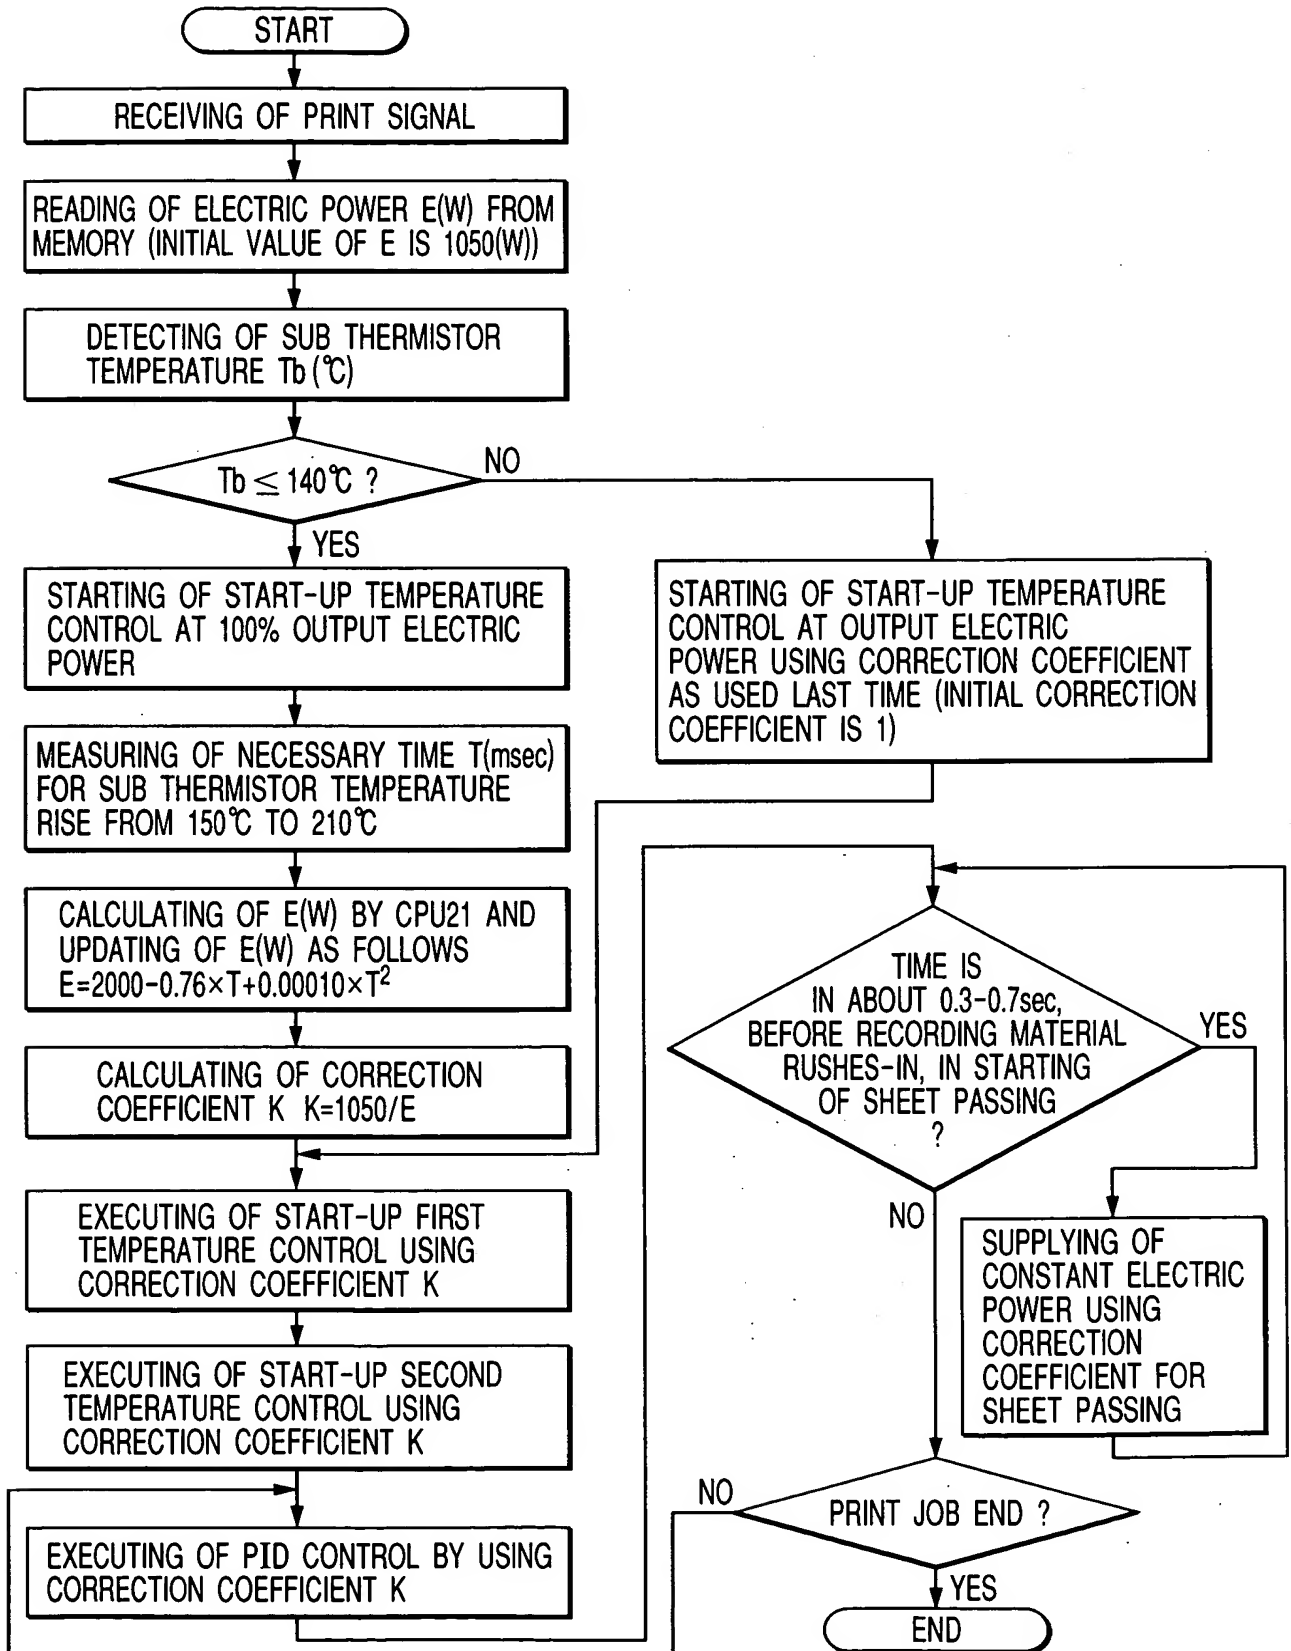 START
RECEIVING OF PRINT SIGNAL
READING OF ELECTRIC POWER E(W) FROM
MEMORY (INITIAL VALUE OF E IS 1050(W))
DETECTING OF SUB THERMISTOR
TEMPERATURE Tb (℃)
Tb ≤ 140℃ ?
NO
YES
STARTING OF START-UP TEMPERATURE
CONTROL AT 100% OUTPUT ELECTRIC
POWER
MEASURING OF NECESSARY TIME T(msec)
FOR SUB THERMISTOR TEMPERATURE
RISE FROM 150℃ TO 210℃
CALCULATING OF E(W) BY CPU21 AND
UPDATING OF E(W) AS FOLLOWS
E=2000-0.76×T+0.00010×T²
CALCULATING OF CORRECTION
COEFFICIENT K K=1050/E
EXECUTING OF START-UP FIRST
TEMPERATURE CONTROL USING
CORRECTION COEFFICIENT K
EXECUTING OF START-UP SECOND
TEMPERATURE CONTROL USING
CORRECTION COEFFICIENT K
EXECUTING OF PID CONTROL BY USING
CORRECTION COEFFICIENT K
STARTING OF START-UP TEMPERATURE
CONTROL AT OUTPUT ELECTRIC
POWER USING CORRECTION COEFFICIENT
AS USED LAST TIME (INITIAL CORRECTION
COEFFICIENT IS 1)
TIME IS
IN ABOUT 0.3-0.7sec,
BEFORE RECORDING MATERIAL
RUSHES-IN, IN STARTING
OF SHEET PASSING
?
YES
NO
SUPPLYING OF
CONSTANT ELECTRIC
POWER USING
CORRECTION
COEFFICIENT FOR
SHEET PASSING
PRINT JOB END ?
NO
YES
END